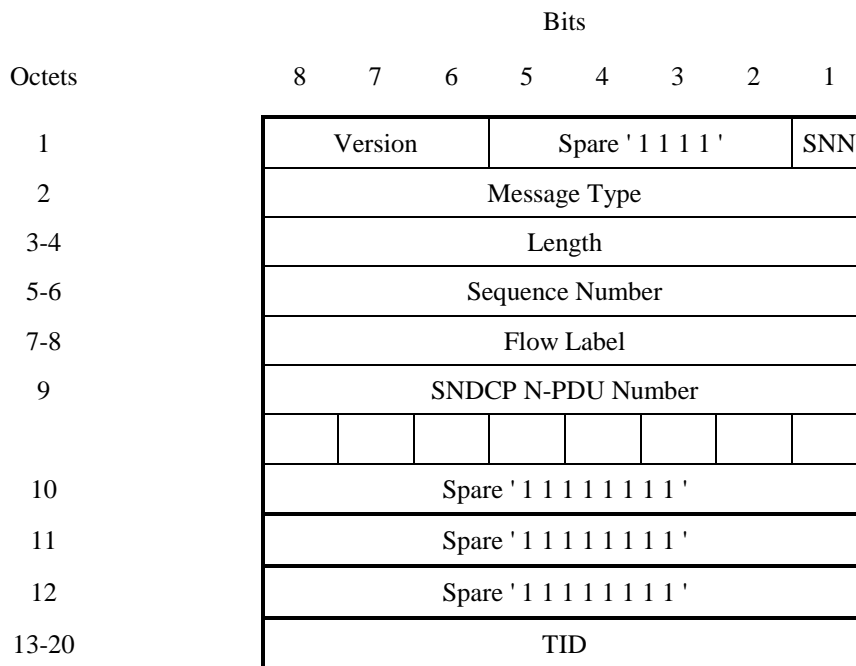 Bits
Octets 8 7 6 5 4 3 2 1
1 Version Spare ' 1 1 1 1 ' SNN
2 Message Type
3-4 Length
5-6 Sequence Number
7-8 Flow Label
9 SNDCP N-PDU Number
10 Spare ' 1 1 1 1 1 1 1 1 '
11 Spare ' 1 1 1 1 1 1 1 1 '
12 Spare ' 1 1 1 1 1 1 1 1 '
13-20 TID